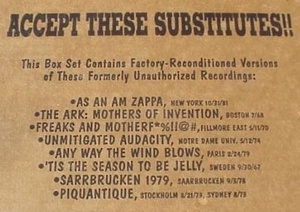 ACCEPT THESE SUBSTITUTES!!
This Box Set Contains Factory-Reconditioned Versions
of These Formerly Unauthorized Recordings:
•AS AN AM ZAPPA, NEW YORK 10/31/81
•THE ARK: MOTHERS OF INVENTION, BOSTON 7/68
•FREAKS AND MOTHERF*%!!@#, FILLMORE EAST 5/11/70
•UNMITIGATED AUDACITY, NOTRE DAME UNIV. 5/12/74
•ANY WAY THE WIND BLOWS, PARIS 2/24/79
•'TIS THE SEASON TO BE JELLY, SWEDEN 9/30/67
•SARRBRUCKEN 1979, SAARBRUCKEN 9/3/78
•PIQUANTIQUE, STOCKHOLM 8/21/73, SYDNEY 8/73